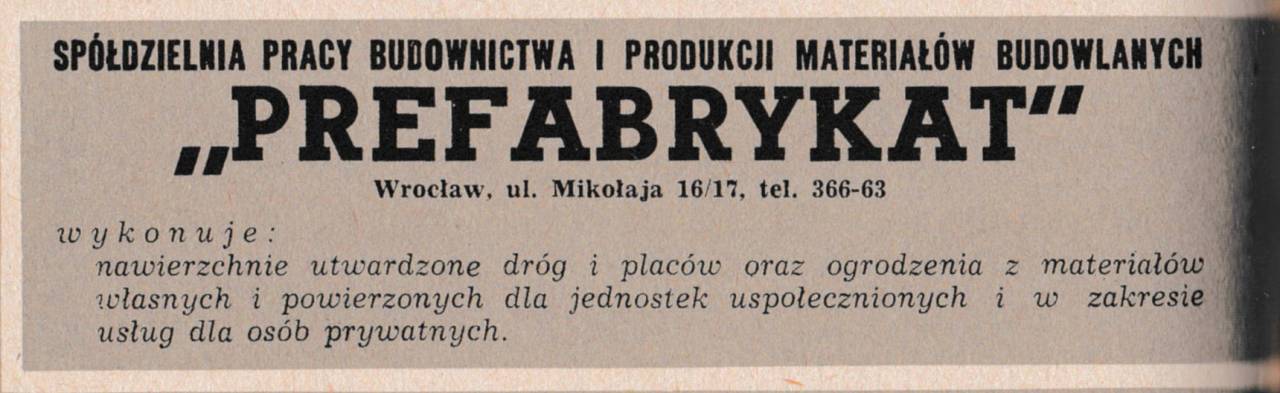 SPÓŁDZIELNIA PRACY BUDOWNICTWA I PRODUKCJI MATERIAŁÓW BUDOWLANYCH
„PREFABRYKAT"
Wrocław, ul. Mikołaja 16/17, tel. 366-63
wykonuje:
nawierzchnie utwardzone dróg i placów oraz ogrodzenia z materiałów
własnych i powierzonych dla jednostek uspołecznionych i w zakresie
usług dla osób prywatnych.